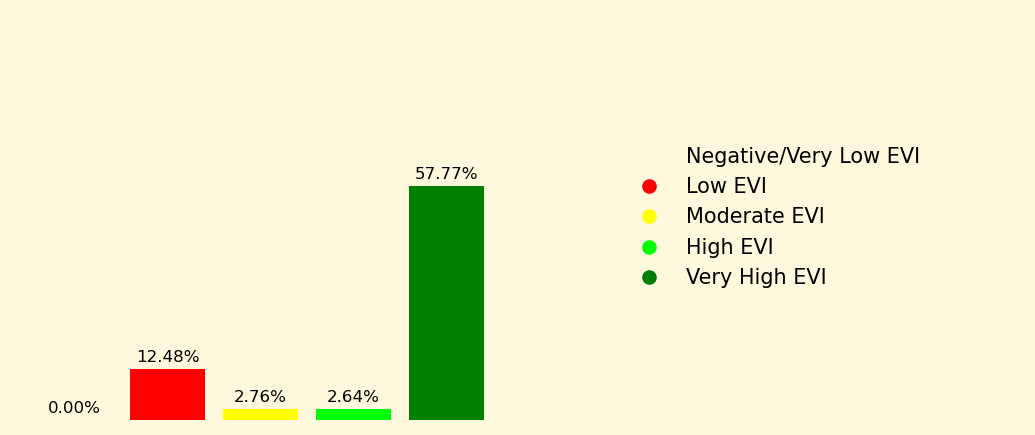 57.77%
12.48%
2.76%
2.64%
0.00%
Negative/Very Low EVI
Low EVI
Moderate EVI
High EVI
Very High EVI